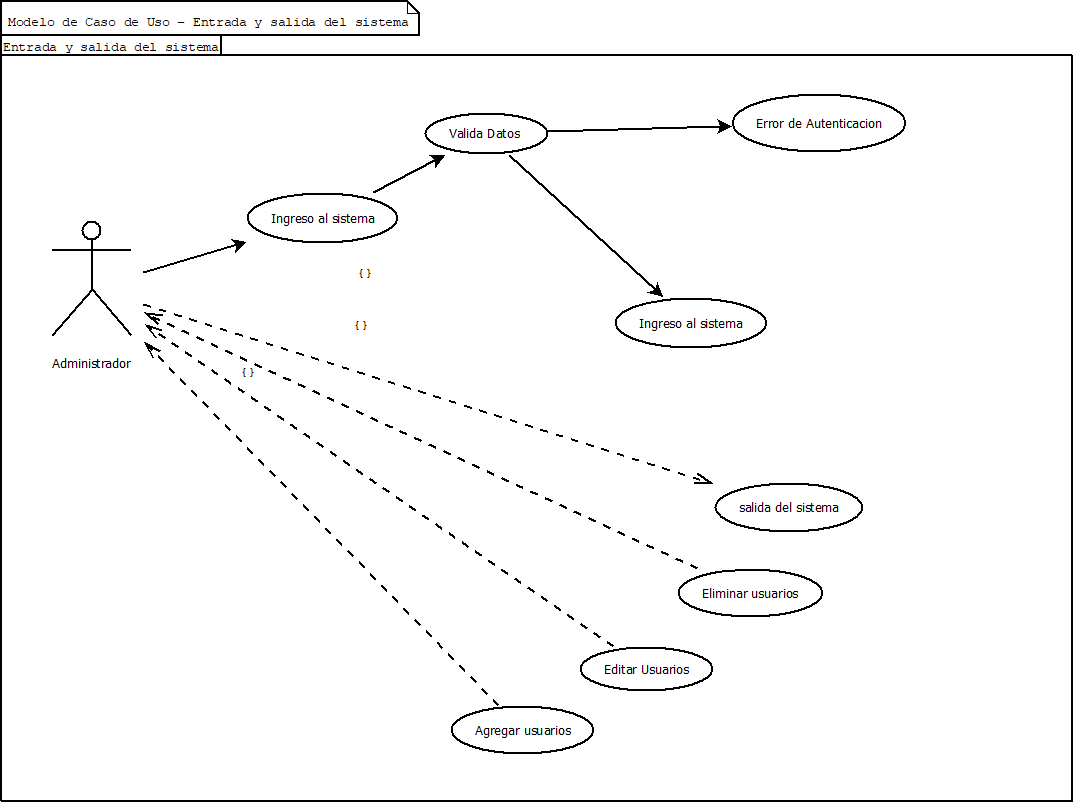 Modelo de Caso de Uso – Entrada y salida del sistema
Entrada y salida del sistema
Error de Autenticacion
Valida Datos
Ingreso al sistema
{ }
{ }
Ingreso al sistema
Administrador
{ }
salida del sistema
Eliminar usuarios
Editar Usuarios
Agregar usuarios